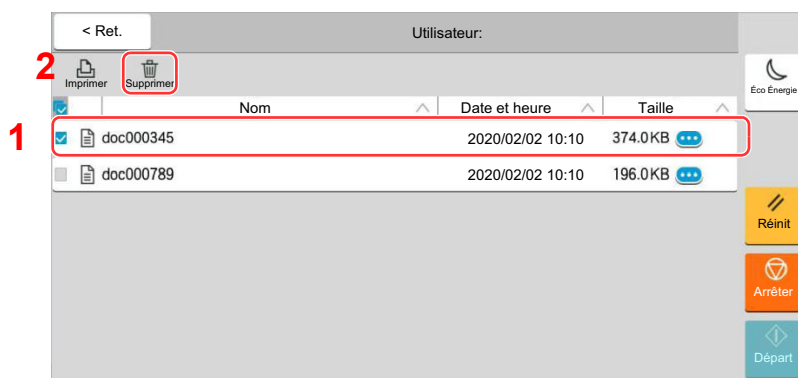 < Ret.
Utilisateur:
2
Imprimer
Supprimer
Éco Énergie
Nom
Date et heure
Taille
1
doc000345
2020/02/02 10:10
374.0KB
doc000789
2020/02/02 10:10
196.0KB
Réinit
Arrêter
Départ